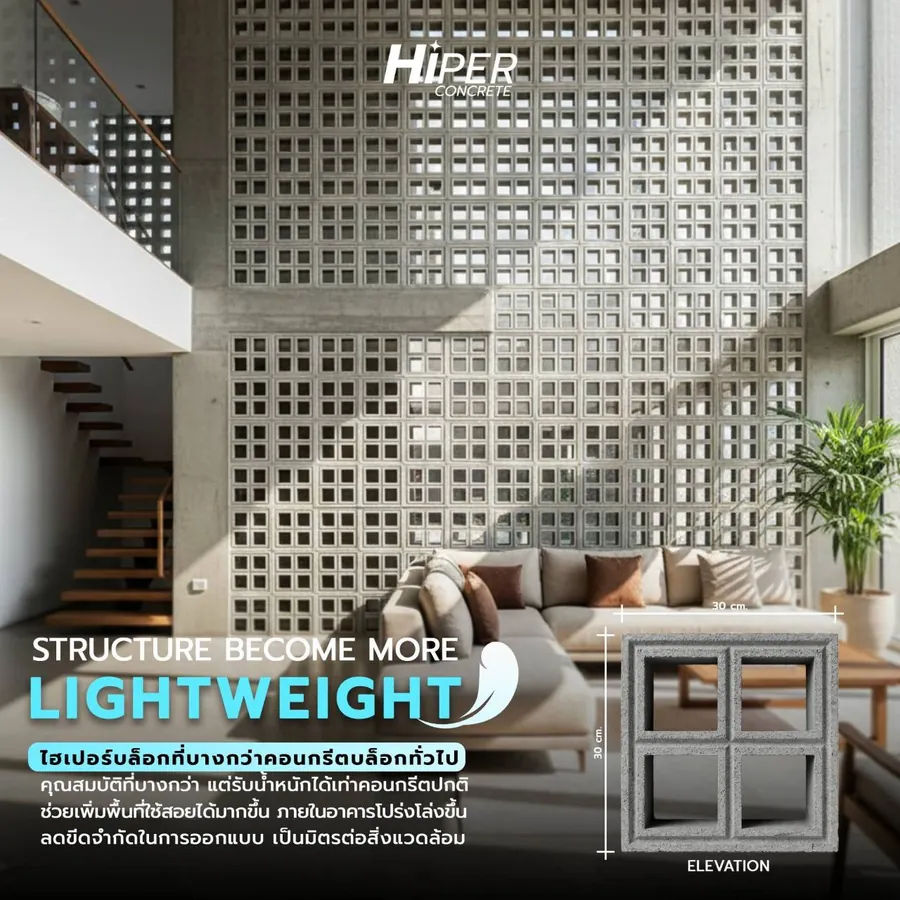 HiPER
CONCRETE
STRUCTURE BECOME MORE
LIGHTWEIGHT
ไฮเปอร์บล็อกที่บางกว่าคอนกรีตบล็อกทั่วไป
คุณสมบัติที่บางกว่า แต่รับน้ำหนักได้เท่าคอนกรีตปกติ
ช่วยเพิ่มพื้นที่ใช้สอยได้มากขึ้น ภายในอาคารโปร่งโล่งขึ้น
ลดขีดจำกัดในการออกแบบ เป็นมิตรต่อสิ่งแวดล้อม
30 cm.
30 cm.
ELEVATION